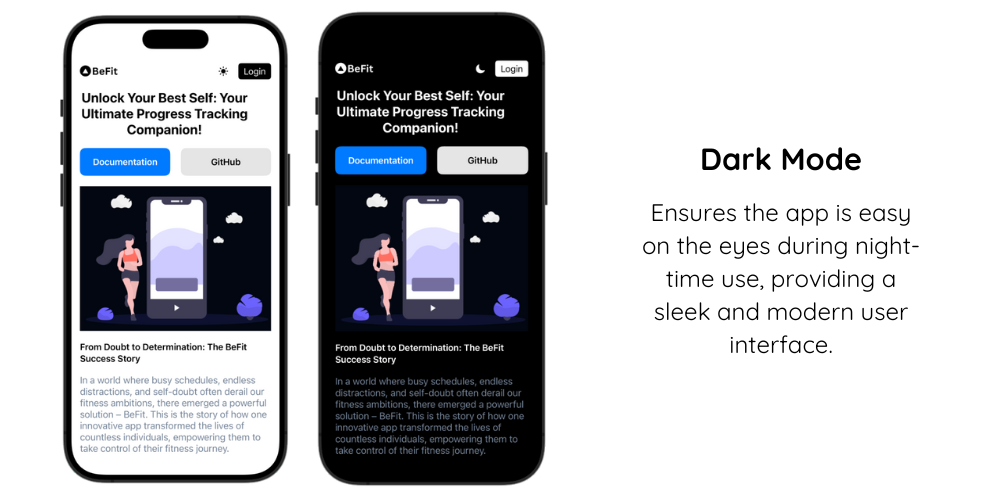 BeFit
Login
Unlock Your Best Self: Your
Ultimate Progress Tracking
Companion!
Documentation
GitHub
From Doubt to Determination: The BeFit
Success Story
In a world where busy schedules, endless
distractions, and self-doubt often derail our
fitness ambitions, there emerged a powerful
solution – BeFit. This is the story of how one
innovative app transformed the lives of
countless individuals, empowering them to
take control of their fitness journey.
BeFit
Login
Unlock Your Best Self: Your
Ultimate Progress Tracking
Companion!
Documentation
GitHub
From Doubt to Determination: The BeFit
Success Story
In a world where busy schedules, endless
distractions, and self-doubt often derail our
fitness ambitions, there emerged a powerful
solution – BeFit. This is the story of how one
innovative app transformed the lives of
countless individuals, empowering them to
take control of their fitness journey.
Dark Mode
Ensures the app is easy
on the eyes during night-
time use, providing a
sleek and modern user
interface.